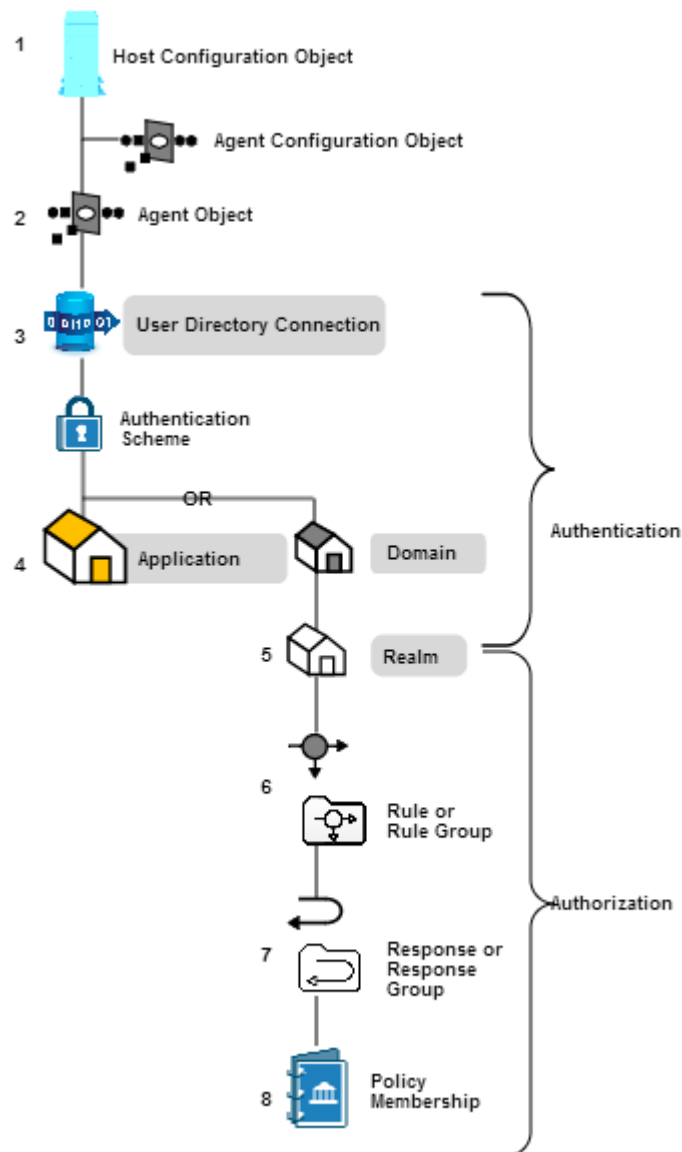 1
Host Configuration Object
Agent Configuration Object
2
Agent Object
3
User Directory Connection
Authentication
Scheme
OR
4
Application
Domain
Authentication
5
Realm
6
Rule or
Rule Group
Authorization
7
Response or
Response
Group
8
Policy
Membership